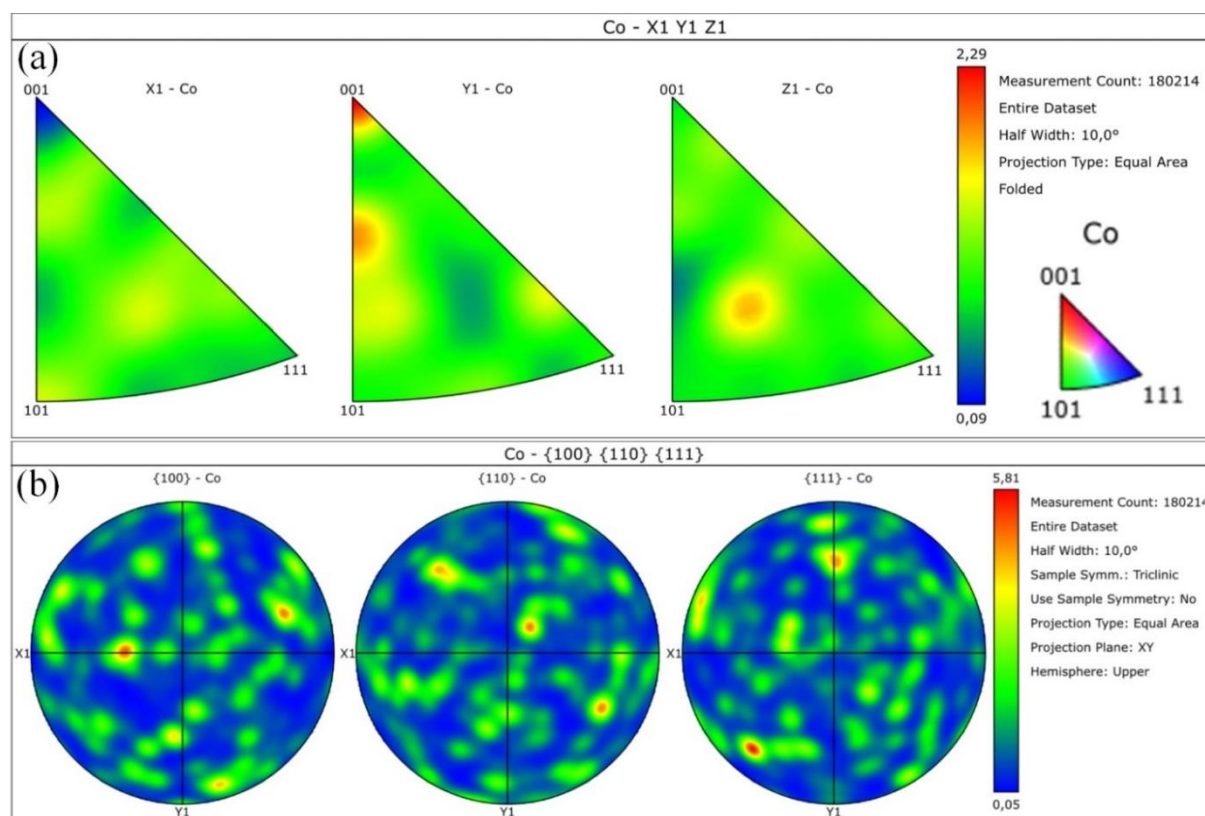 Co - X1 Y1 Z1
(a)
X1 - Co
Y1 - Co
Z1 - Co
001
001
001
101
111
101
111
101
111
2,29
0,09
Measurement Count: 180214
Entire Dataset
Half Width: 10,0°
Projection Type: Equal Area
Folded
Co
001
101
111
Co - {100} {110} {111}
(b)
{100} - Co
{110} - Co
{111} - Co
X1
X1
X1
Y1
Y1
Y1
5,81
0,05
Measurement Count: 180214
Entire Dataset
Half Width: 10,0°
Sample Symm.: Triclinic
Use Sample Symmetry: No
Projection Type: Equal Area
Projection Plane: XY
Hemisphere: Upper